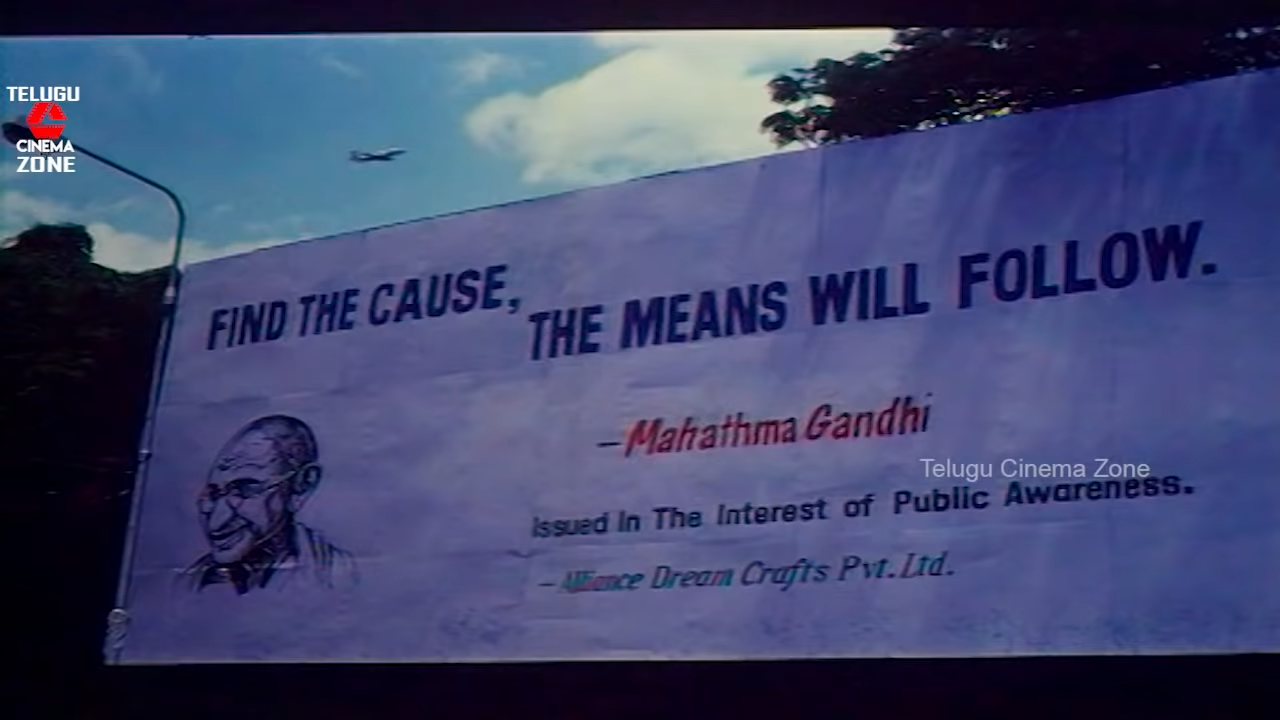 TELUGU
CINEMA
ZONE
FIND THE CAUSE,
THE MEANS WILL FOLLOW.
– Mahathma Gandhi
Telugu Cinema Zone
Issued In The Interest of Public Awareness.
– Alliance Dream Crafts Pvt. Ltd.